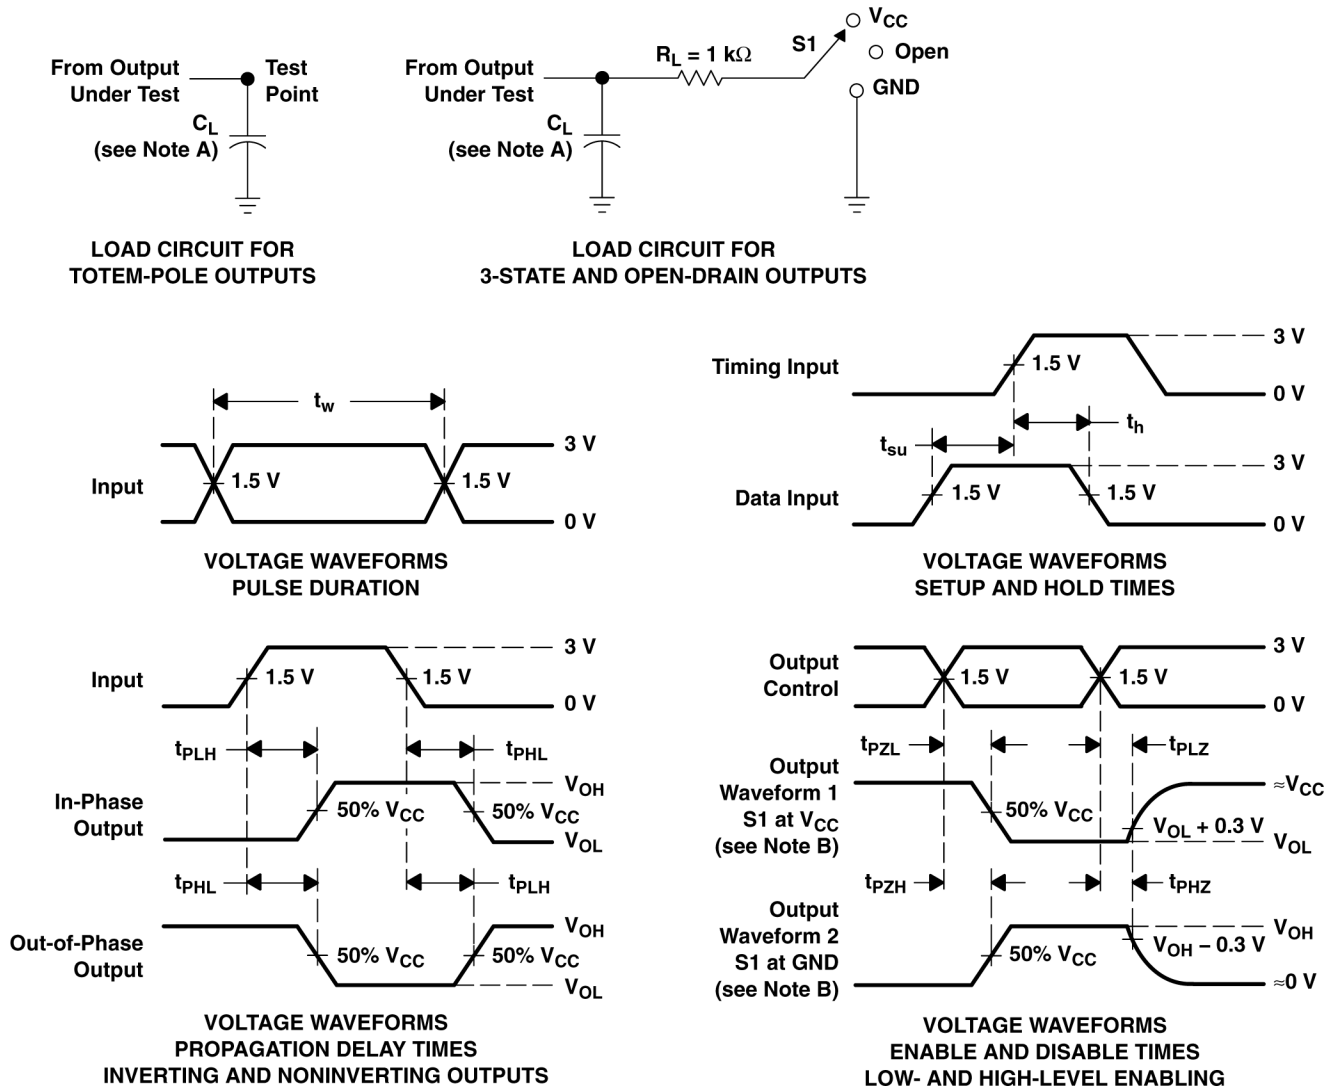 From Output
Under Test
Test
Point
CL
(see Note A)
LOAD CIRCUIT FOR
TOTEM-POLE OUTPUTS
From Output
Under Test
RL = 1 kΩ
S1
VCC
Open
GND
CL
(see Note A)
LOAD CIRCUIT FOR
3-STATE AND OPEN-DRAIN OUTPUTS
tw
Input
1.5 V
1.5 V
3 V
0 V
VOLTAGE WAVEFORMS
PULSE DURATION
Timing Input
1.5 V
3 V
0 V
th
tsu
Data Input
1.5 V
1.5 V
3 V
0 V
VOLTAGE WAVEFORMS
SETUP AND HOLD TIMES
Input
1.5 V
1.5 V
3 V
0 V
tPLH
tPHL
In-Phase
Output
50% VCC
50% VCC
VOH
VOL
tPHL
tPLH
Out-of-Phase
Output
50% VCC
50% VCC
VOH
VOL
VOLTAGE WAVEFORMS
PROPAGATION DELAY TIMES
INVERTING AND NONINVERTING OUTPUTS
Output
Control
1.5 V
1.5 V
3 V
0 V
tPZL
tPLZ
Output
Waveform 1
S1 at VCC
(see Note B)
50% VCC
VOL + 0.3 V
≈VCC
VOL
tPZH
tPHZ
Output
Waveform 2
S1 at GND
(see Note B)
50% VCC
VOH − 0.3 V
VOH
≈0 V
VOLTAGE WAVEFORMS
ENABLE AND DISABLE TIMES
LOW- AND HIGH-LEVEL ENABLING